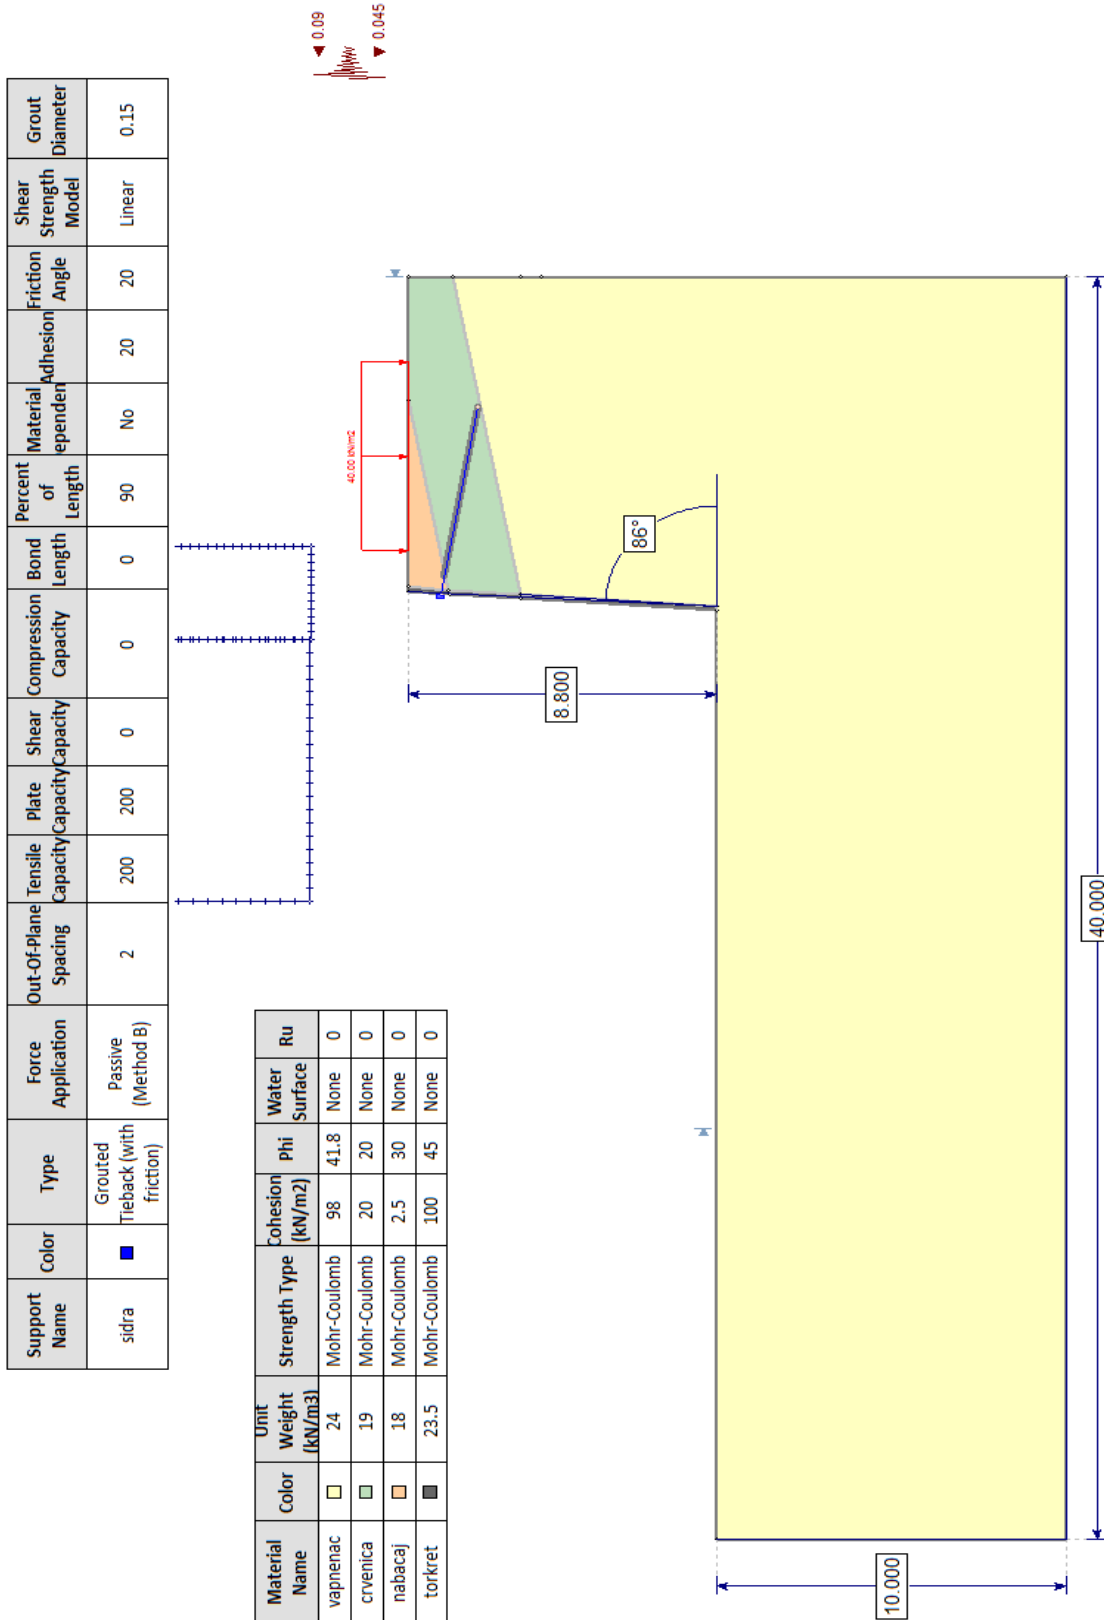 Support Name	Color	Type	Force Application	Out-Of-Plane Spacing	Tensile Capacity	Plate Capacity	Shear Capacity	Compression Capacity	Bond Length	Percent of Length	Material ependen	Adhesion	Friction Angle	Shear Strength Model	Grout Diameter
sidra	Grouted Tieback (with friction)	Passive (Method B)	2	200	200	0	0	0	90	No	20	20	Linear	0.15
Material Name	Color	Unit Weight (kN/m3)	Strength Type	Cohesion (kN/m2)	Phi	Water Surface	Ru
vapnenac	24	Mohr-Coulomb	98	41.8	None	0
crvenica	19	Mohr-Coulomb	20	20	None	0
nabacaj	18	Mohr-Coulomb	2.5	30	None	0
torkret	23.5	Mohr-Coulomb	100	45	None	0
0.09
0.045
40.00 kN/m2
86°
8.800
10.000
40.000